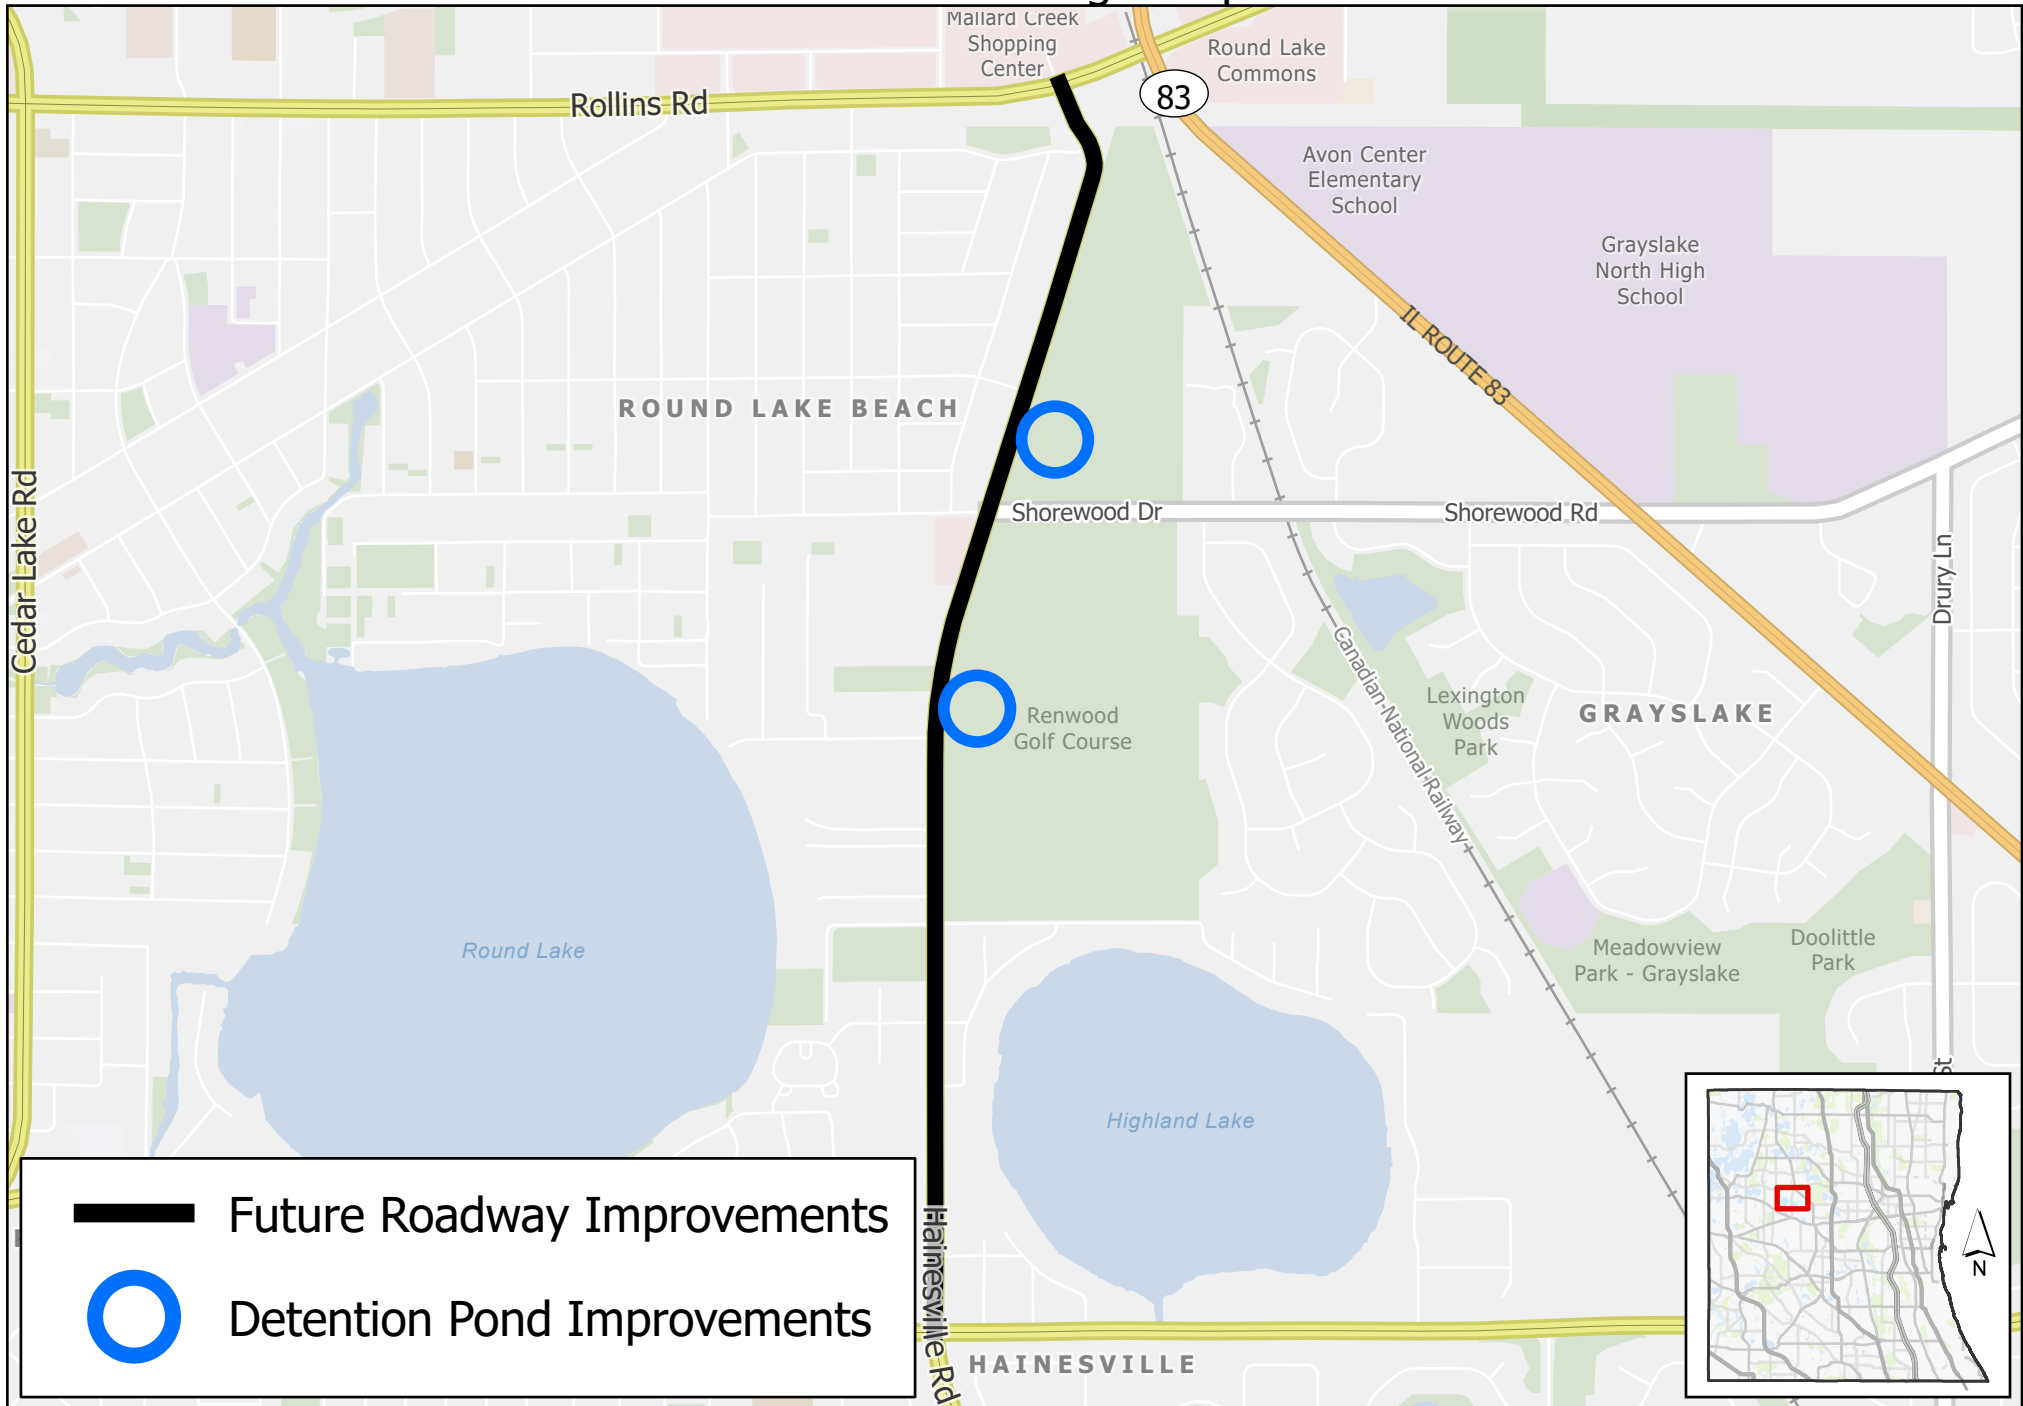 Mallard Creek
Shopping
Center
Round Lake
Commons
83
Rollins Rd
Avon Center
Elementary
School
Grayslake
North High
School
IL ROUTE 83
ROUND LAKE BEACH
Cedar Lake Rd
Shorewood Dr
Shorewood Rd
Drury Ln
Canadian National Railway
Renwood
Golf Course
Lexington
Woods
Park
GRAYSLAKE
Round Lake
Meadowview
Park - Grayslake
Doolittle
Park
St
Highland Lake
Future Roadway Improvements
Detention Pond Improvements
Hainesville Rd
HAINESVILLE
N